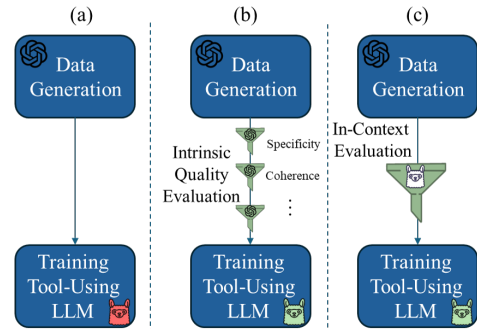 (a)
Data
Generation
Training
Tool-Using
LLM
(b)
Data
Generation
Intrinsic
Quality
Evaluation
Specificity
Coherence
⋮
Training
Tool-Using
LLM
(c)
Data
Generation
In-Context
Evaluation
Training
Tool-Using
LLM